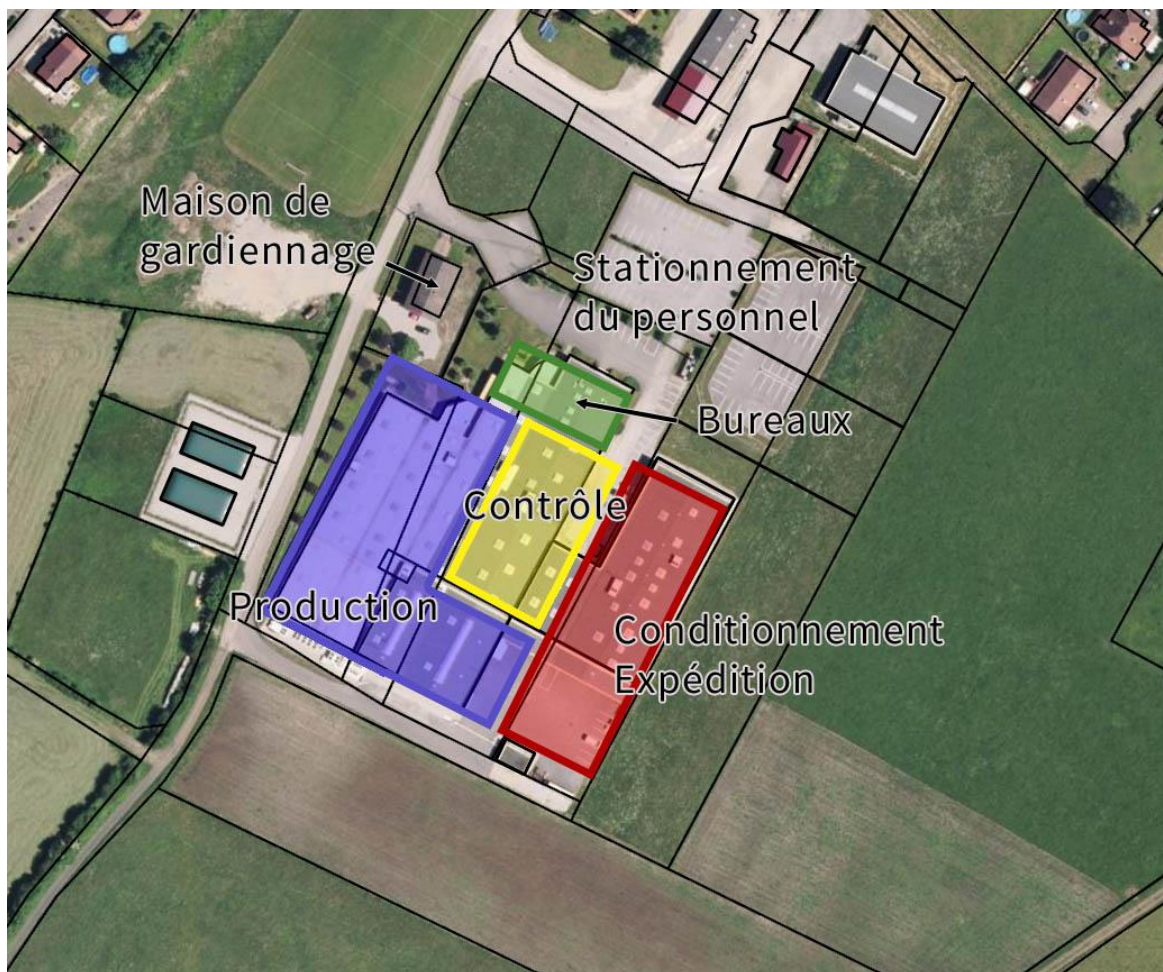 Maison de
gardiennage
Stationnement
du personnel
Bureaux
Contrôle
Production
Conditionnement
Expédition